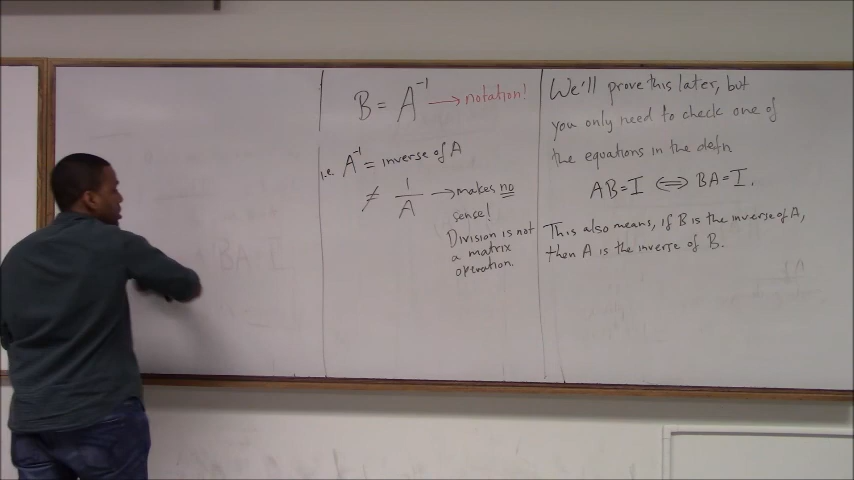 B = A⁻¹ → notation!
i.e. A⁻¹ = inverse of A
≠ 1/A → makes no
sense!
Division is not
a matrix
operation.
We'll prove this later, but
you only need to check one of
the equations in the defn
AB = I ⟺ BA = I.
This also means, if B is the inverse of A,
then A is the inverse of B.